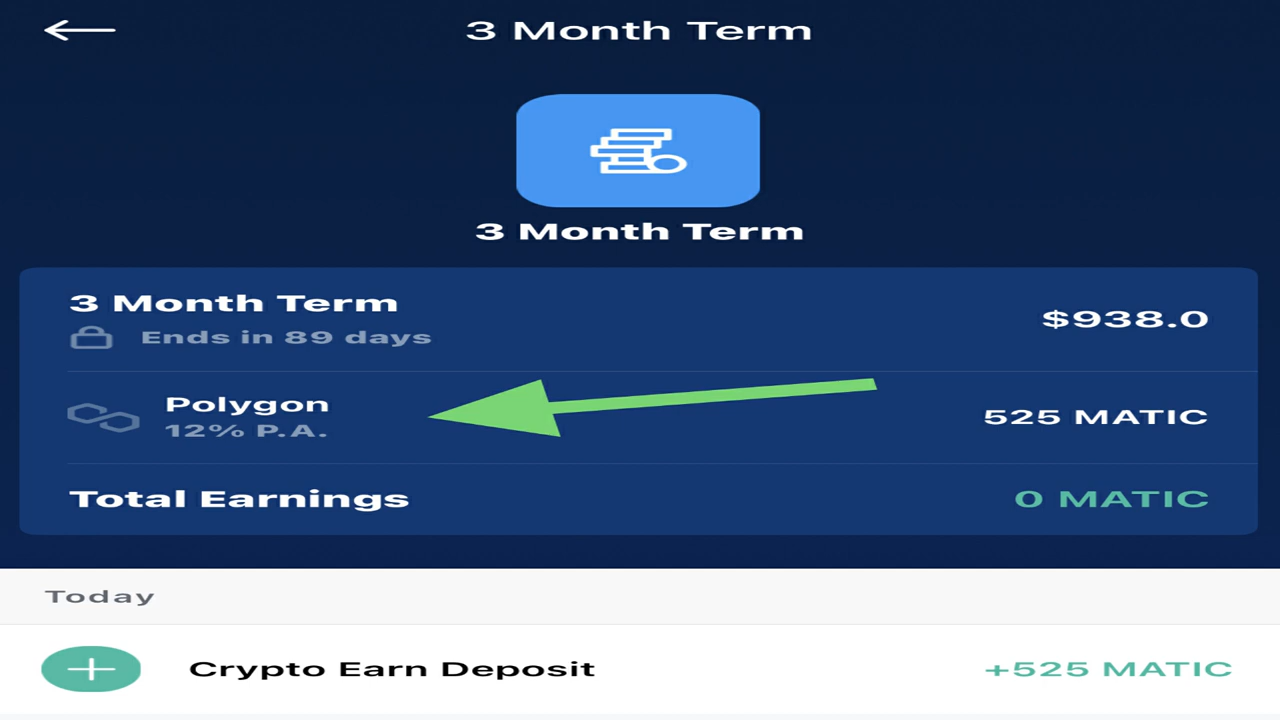 3 Month Term
3 Month Term
3 Month Term
$938.0
Ends in 89 days
Polygon
12% P.A.
525 MATIC
Total Earnings
0 MATIC
Today
Crypto Earn Deposit
+525 MATIC